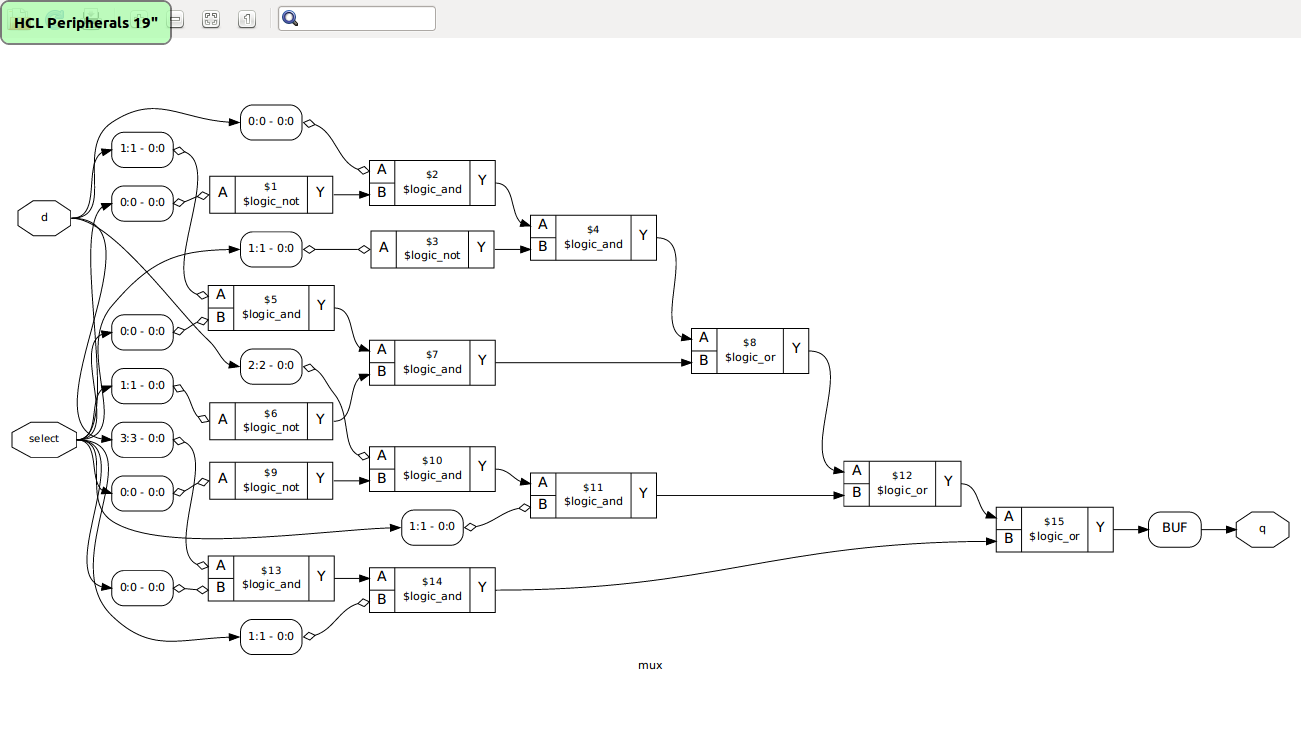 HCL Peripherals 19"
1
0:0 - 0:0
1:1 - 0:0
A $2 $logic_and Y
B
0:0 - 0:0
A $1 $logic_not Y
d
A $4 $logic_and Y
B
1:1 - 0:0
A $3 $logic_not Y
A $5 $logic_and Y
B
0:0 - 0:0
A $8 $logic_or Y
B
A $7 $logic_and Y
B
2:2 - 0:0
1:1 - 0:0
A $6 $logic_not Y
select
3:3 - 0:0
A $10 $logic_and Y
B
A $9 $logic_not Y
0:0 - 0:0
A $12 $logic_or Y
B
A $11 $logic_and Y
B
1:1 - 0:0
A $15 $logic_or Y
B
BUF
q
A $13 $logic_and Y
B
0:0 - 0:0
A $14 $logic_and Y
B
1:1 - 0:0
mux